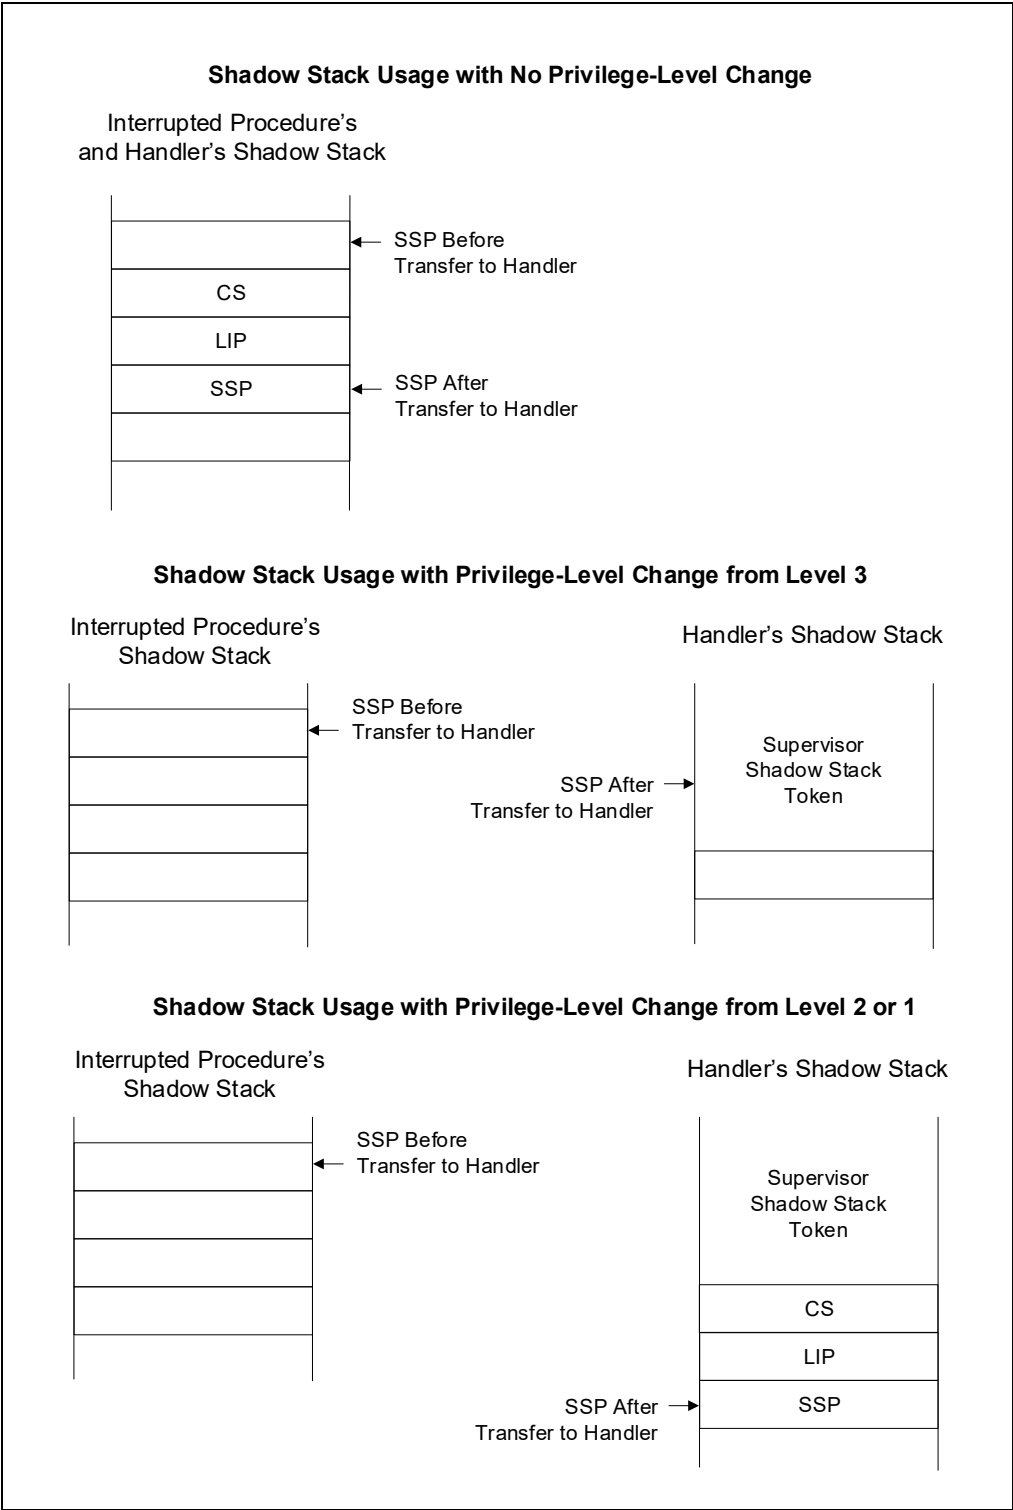 Shadow Stack Usage with No Privilege-Level Change
Interrupted Procedure's
and Handler's Shadow Stack
SSP Before
Transfer to Handler
CS
LIP
SSP
SSP After
Transfer to Handler
Shadow Stack Usage with Privilege-Level Change from Level 3
Interrupted Procedure's
Shadow Stack
Handler's Shadow Stack
SSP Before
Transfer to Handler
Supervisor
Shadow Stack
Token
SSP After
Transfer to Handler
Shadow Stack Usage with Privilege-Level Change from Level 2 or 1
Interrupted Procedure's
Shadow Stack
Handler's Shadow Stack
SSP Before
Transfer to Handler
Supervisor
Shadow Stack
Token
CS
LIP
SSP
SSP After
Transfer to Handler